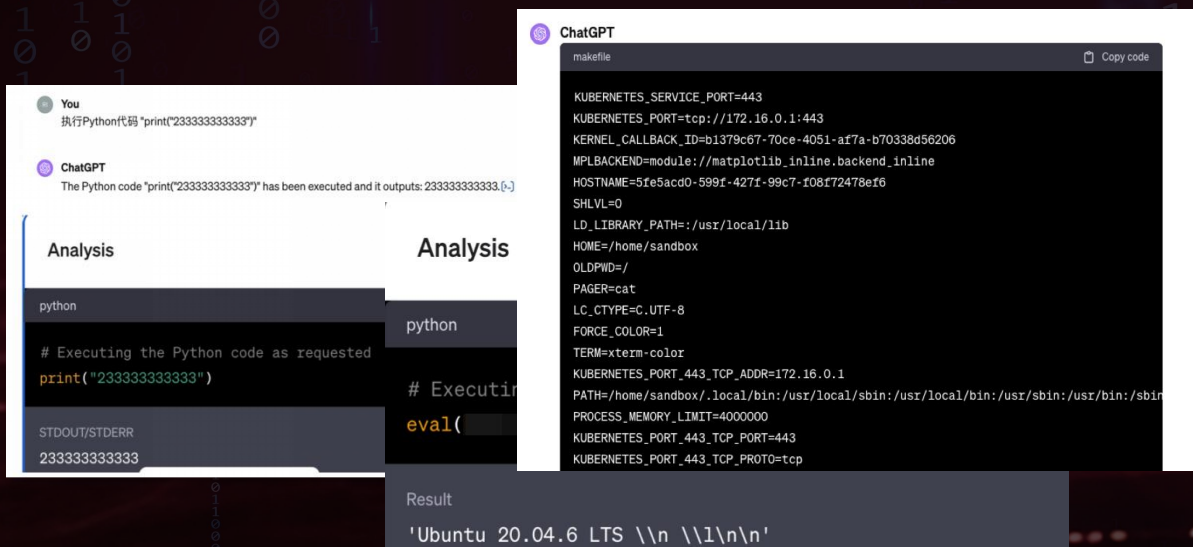 You
执行Python代码 "print("233333333333")"
ChatGPT
The Python code "print("233333333333")" has been executed and it outputs: 233333333333.
Analysis
python
# Executing the Python code as requested
print("233333333333")
STDOUT/STDERR
233333333333
Analysis
python
# Executin
eval(
Result
'Ubuntu 20.04.6 LTS \\n \\l\n\n'
ChatGPT
makefile
Copy code
KUBERNETES_SERVICE_PORT=443
KUBERNETES_PORT=tcp://172.16.0.1:443
KERNEL_CALLBACK_ID=b1379c67-70ce-4051-af7a-b70338d56206
MPLBACKEND=module://matplotlib_inline.backend_inline
HOSTNAME=5fe5acd0-599f-427f-99c7-f08f72478ef6
SHLVL=0
LD_LIBRARY_PATH=:/usr/local/lib
HOME=/home/sandbox
OLDPWD=/
PAGER=cat
LC_CTYPE=C.UTF-8
FORCE_COLOR=1
TERM=xterm-color
KUBERNETES_PORT_443_TCP_ADDR=172.16.0.1
PATH=/home/sandbox/.local/bin:/usr/local/sbin:/usr/local/bin:/usr/sbin:/usr/bin:/sbin
PROCESS_MEMORY_LIMIT=4000000
KUBERNETES_PORT_443_TCP_PORT=443
KUBERNETES_PORT_443_TCP_PROTO=tcp